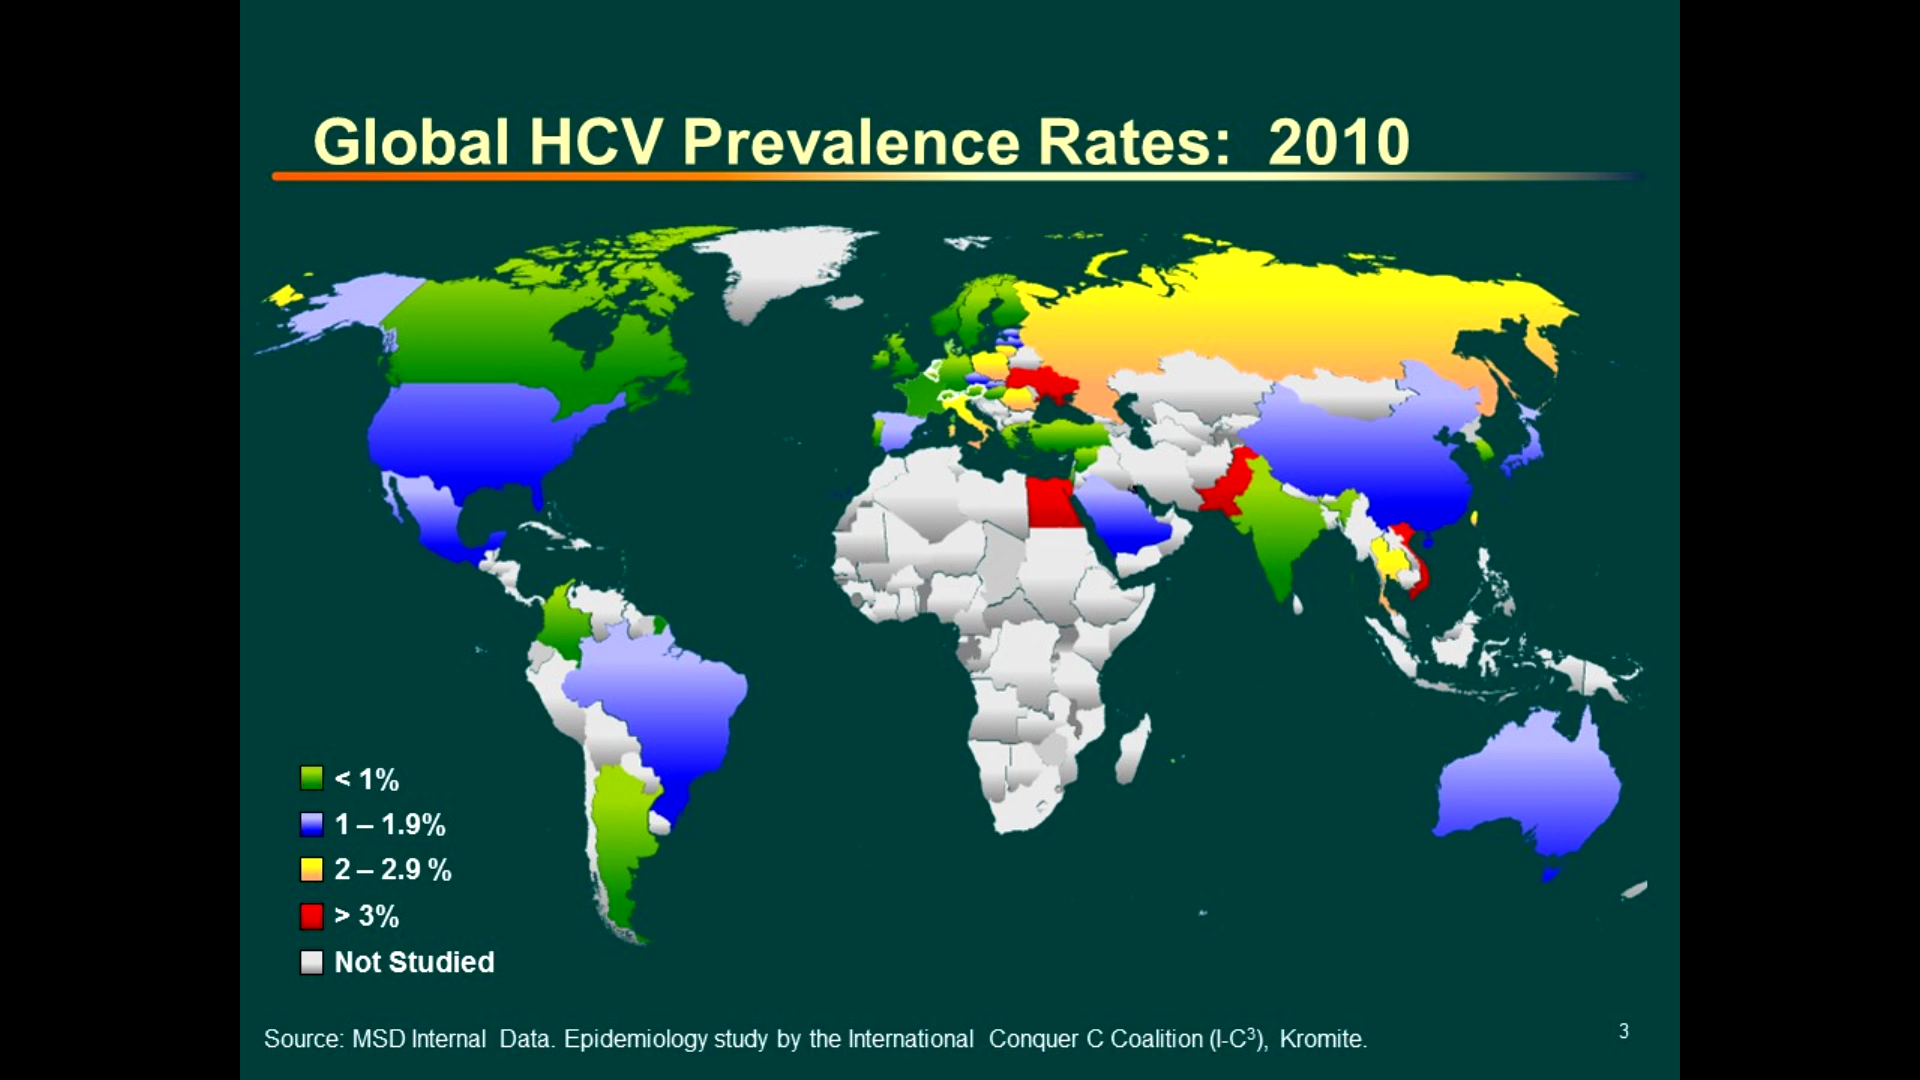 Global HCV Prevalence Rates: 2010
< 1%
1 – 1.9%
2 – 2.9 %
> 3%
Not Studied
Source: MSD Internal Data. Epidemiology study by the International Conquer C Coalition (I-C³), Kromite.
3